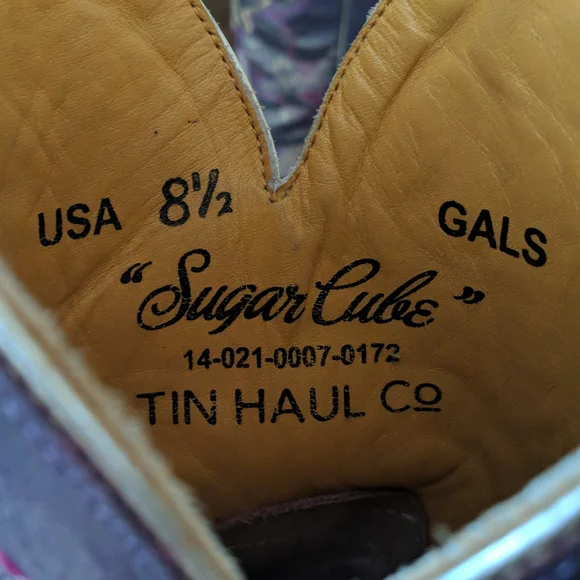 USA 8½ GALS
"Sugar Cube"
14-021-0007-0172
TIN HAUL Co